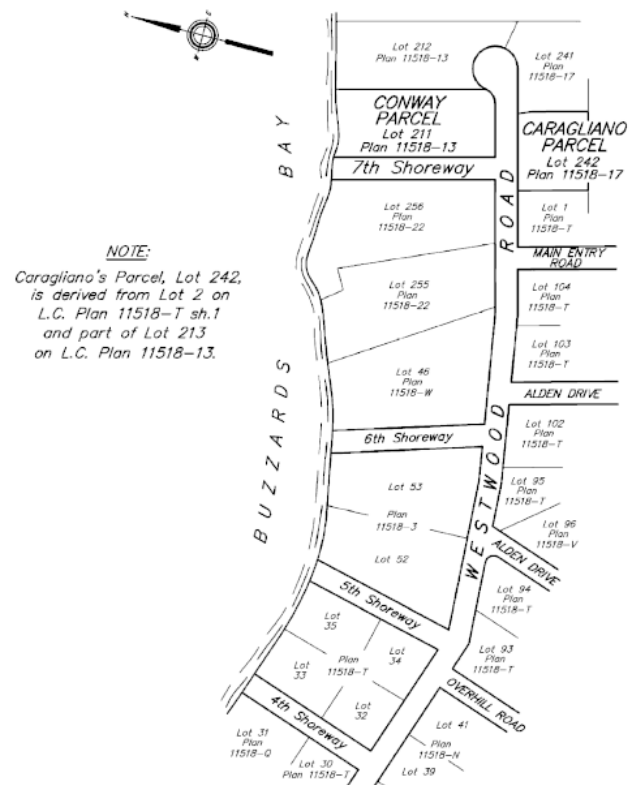 Lot 212
Plan 11518-13
Lot 241
Plan
11518-17
CONWAY
PARCEL
Lot 211
Plan 11518-13
CARAGLIANO
PARCEL
Lot 242
Plan 11518-17
7th Shoreway
BUZZARDS BAY
WESTWOOD ROAD
Lot 256
Plan
11518-22
Lot 1
Plan
11518-T
MAIN ENTRY
ROAD
NOTE:
Caragliano's Parcel, Lot 242,
is derived from Lot 2 on
L.C. Plan 11518-T sh.1
and part of Lot 213
on L.C. Plan 11518-13.
Lot 255
Plan
11518-22
Lot 104
Plan
11518-T
Lot 103
Plan
11518-T
Lot 46
Plan
11518-W
ALDEN DRIVE
6th Shoreway
Lot 102
Plan
11518-T
Lot 53
Plan
11518-3
Lot 52
Lot 95
Plan
11518-T
Lot 96
Plan
11518-V
ALDEN DRIVE
5th Shoreway
Lot 94
Plan
11518-T
Lot
35
Lot
34
Plan
11518-T
Lot
33
Lot
32
Lot 93
Plan
11518-T
OVERHILL ROAD
4th Shoreway
Lot 31
Plan
11518-Q
Lot 30
Plan 11518-T
Lot 41
Plan
11518-N
Lot 39